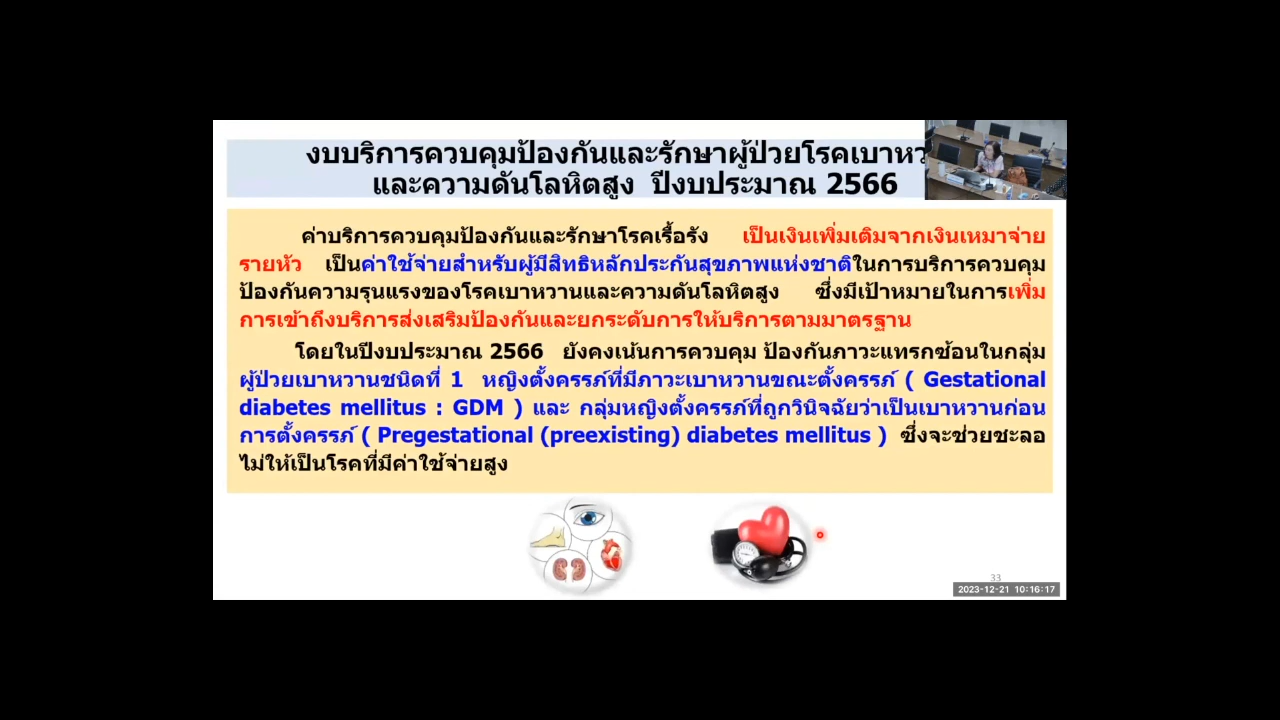 งบบริการควบคุมป้องกันและรักษาผู้ป่วยโรคเบาหว
และความดันโลหิตสูง ปีงบประมาณ 2566
ค่าบริการควบคุมป้องกันและรักษาโรคเรื้อรัง เป็นเงินเพิ่มเติมจากเงินเหมาจ่าย
รายหัว เป็นค่าใช้จ่ายสำหรับผู้มีสิทธิหลักประกันสุขภาพแห่งชาติในการบริการควบคุม
ป้องกันความรุนแรงของโรคเบาหวานและความดันโลหิตสูง ซึ่งมีเป้าหมายในการเพิ่ม
การเข้าถึงบริการส่งเสริมป้องกันและยกระดับการให้บริการตามมาตรฐาน
โดยในปีงบประมาณ 2566 ยังคงเน้นการควบคุม ป้องกันภาวะแทรกซ้อนในกลุ่ม
ผู้ป่วยเบาหวานชนิดที่ 1 หญิงตั้งครรภ์ที่มีภาวะเบาหวานขณะตั้งครรภ์ ( Gestational
diabetes mellitus : GDM ) และ กลุ่มหญิงตั้งครรภ์ที่ถูกวินิจฉัยว่าเป็นเบาหวานก่อน
การตั้งครรภ์ ( Pregestational (preexisting) diabetes mellitus ) ซึ่งจะช่วยชะลอ
ไม่ให้เป็นโรคที่มีค่าใช้จ่ายสูง
33
2023-12-21 10:16:17